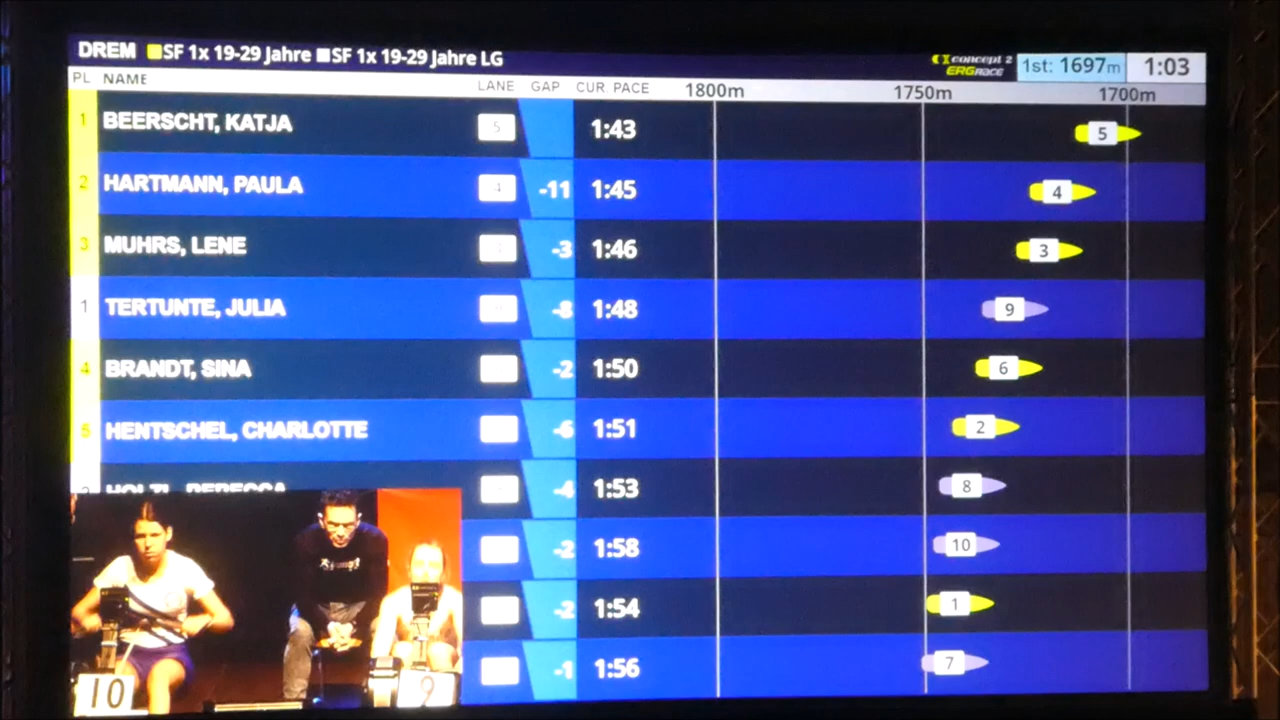 DREM SF 1x 19-29 Jahre SF 1x 19-29 Jahre LG
concept 2
ERGRACE
1st: 1697m 1:03
PL NAME LANE GAP CUR. PACE 1800m 1750m 1700m
1 BEERSCHT, KATJA 5 1:43 5
2 HARTMANN, PAULA 4 -11 1:45 4
3 MUHRS, LENE -3 1:46 3
1 TERTUNTE, JULIA -8 1:48 9
4 BRANDT, SINA -2 1:50 6
5 HENTSCHEL, CHARLOTTE -6 1:51 2
-4 1:53 8
-2 1:58 10
-2 1:54 1
-1 1:56 7
10 9